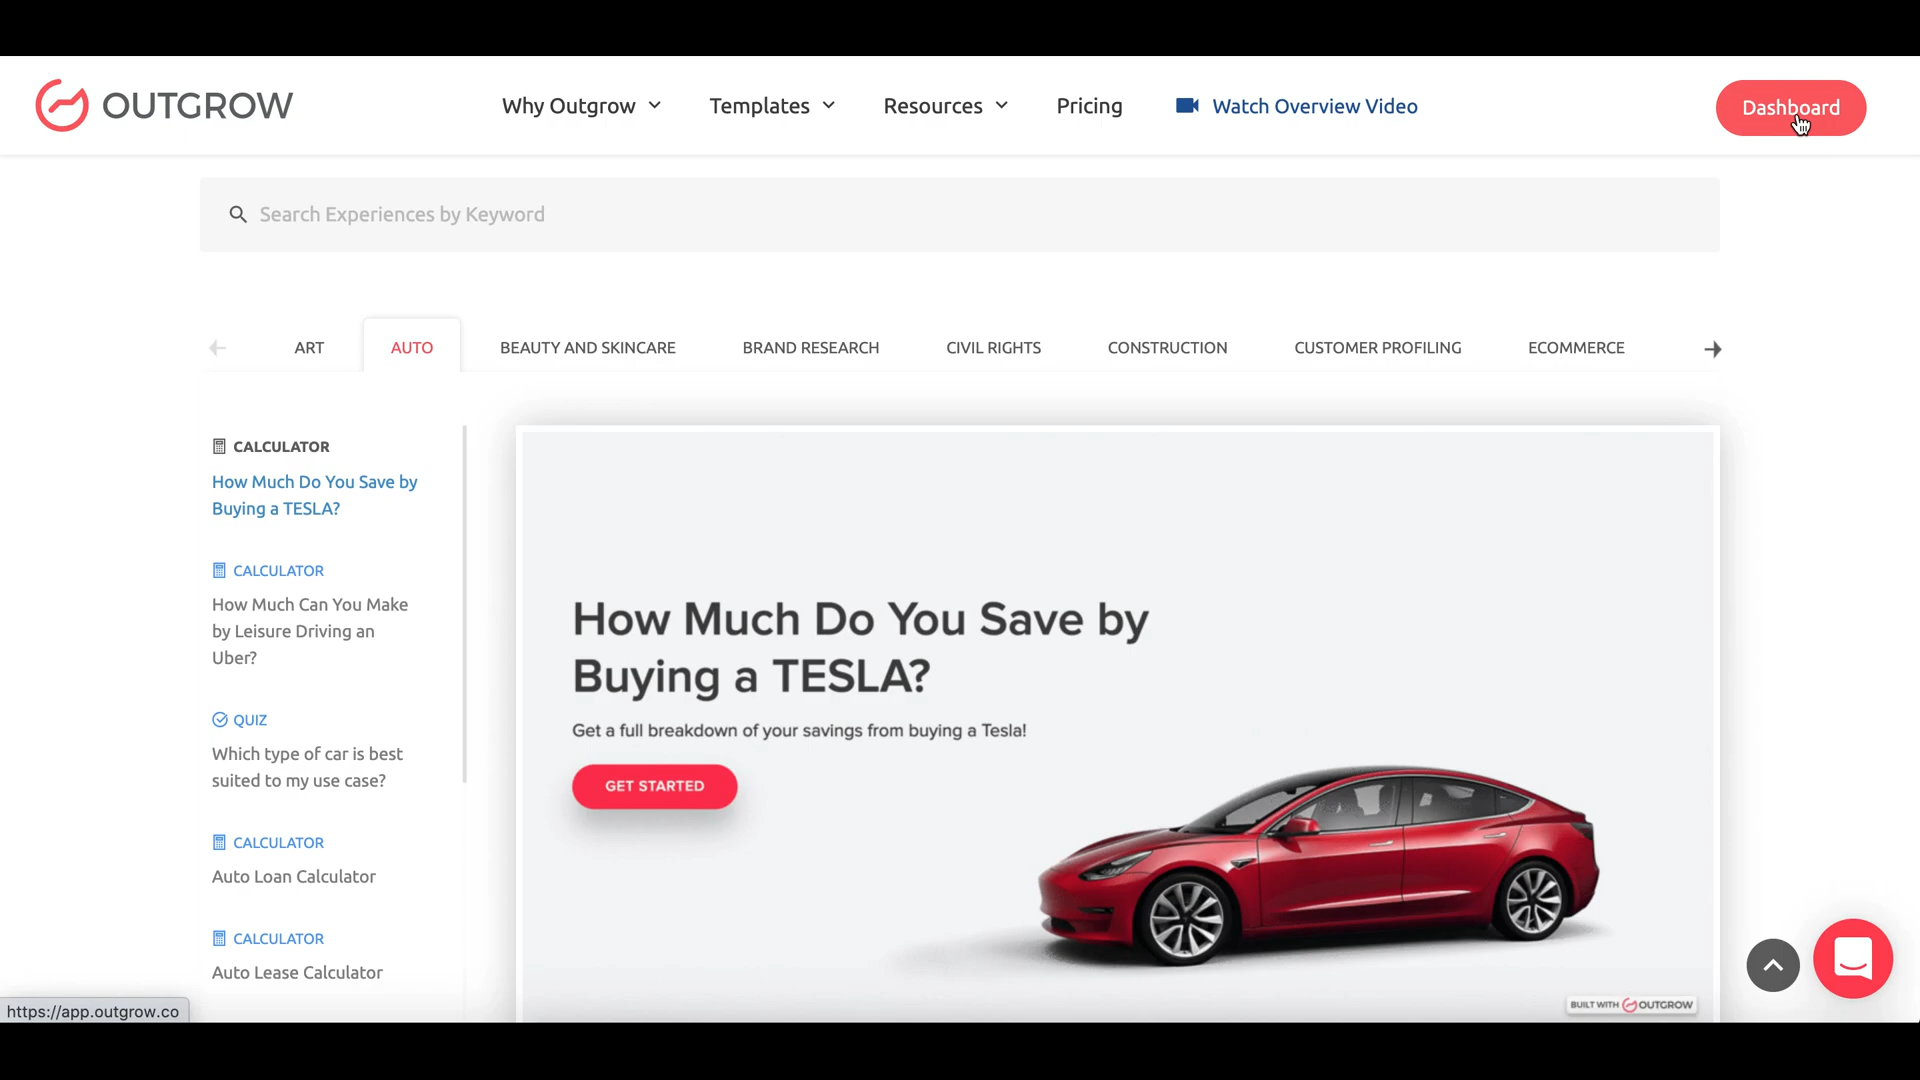 OUTGROW
Why Outgrow
Templates
Resources
Pricing
Watch Overview Video
Dashboard
Search Experiences by Keyword
ART
AUTO
BEAUTY AND SKINCARE
BRAND RESEARCH
CIVIL RIGHTS
CONSTRUCTION
CUSTOMER PROFILING
ECOMMERCE
CALCULATOR
How Much Do You Save by
Buying a TESLA?
CALCULATOR
How Much Can You Make
by Leisure Driving an
Uber?
QUIZ
Which type of car is best
suited to my use case?
CALCULATOR
Auto Loan Calculator
CALCULATOR
Auto Lease Calculator
How Much Do You Save by
Buying a TESLA?
Get a full breakdown of your savings from buying a Tesla!
GET STARTED
BUILT WITH OUTGROW
https://app.outgrow.co